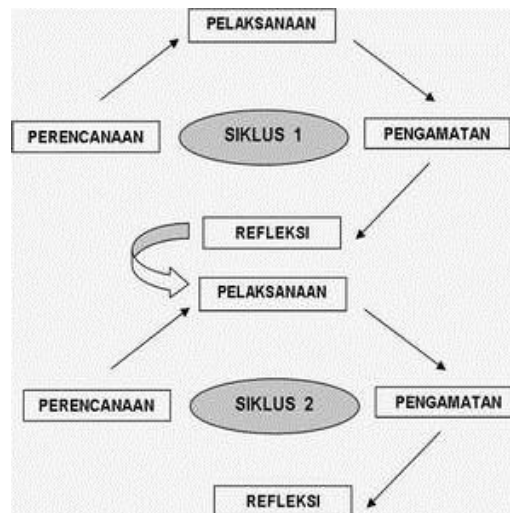 PELAKSANAAN
PERENCANAAN
SIKLUS 1
PENGAMATAN
REFLEKSI
PELAKSANAAN
PERENCANAAN
SIKLUS 2
PENGAMATAN
REFLEKSI